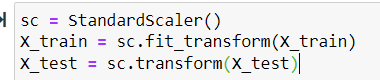 sc = StandardScaler()
X_train = sc.fit_transform(X_train)
X_test = sc.transform(X_test)